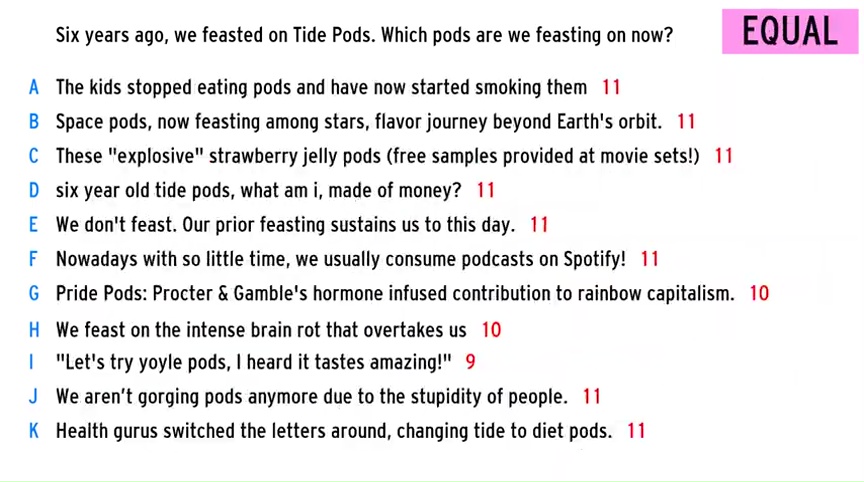 Six years ago, we feasted on Tide Pods. Which pods are we feasting on now?
EQUAL
A The kids stopped eating pods and have now started smoking them 11
B Space pods, now feasting among stars, flavor journey beyond Earth's orbit. 11
C These "explosive" strawberry jelly pods (free samples provided at movie sets!) 11
D six year old tide pods, what am i, made of money? 11
E We don't feast. Our prior feasting sustains us to this day. 11
F Nowadays with so little time, we usually consume podcasts on Spotify! 11
G Pride Pods: Procter & Gamble's hormone infused contribution to rainbow capitalism. 10
H We feast on the intense brain rot that overtakes us 10
I "Let's try yoyle pods, I heard it tastes amazing!" 9
J We aren’t gorging pods anymore due to the stupidity of people. 11
K Health gurus switched the letters around, changing tide to diet pods. 11